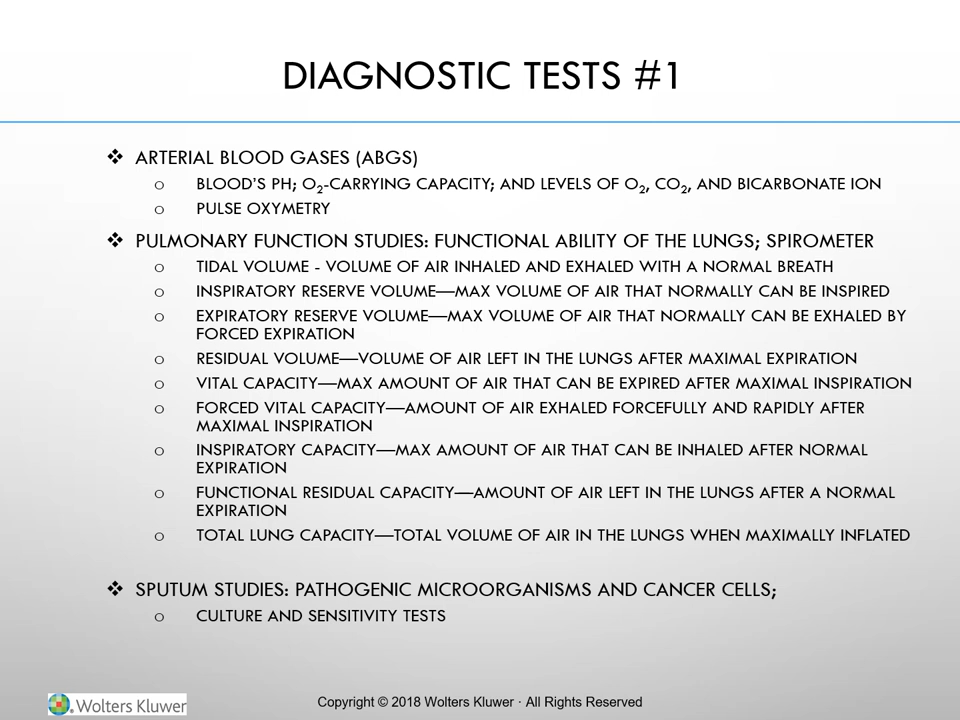 DIAGNOSTIC TESTS #1
❖ ARTERIAL BLOOD GASES (ABGS)
o BLOOD'S PH; O₂-CARRYING CAPACITY; AND LEVELS OF O₂, CO₂, AND BICARBONATE ION
o PULSE OXYMETRY
❖ PULMONARY FUNCTION STUDIES: FUNCTIONAL ABILITY OF THE LUNGS; SPIROMETER
o TIDAL VOLUME - VOLUME OF AIR INHALED AND EXHALED WITH A NORMAL BREATH
o INSPIRATORY RESERVE VOLUME—MAX VOLUME OF AIR THAT NORMALLY CAN BE INSPIRED
o EXPIRATORY RESERVE VOLUME—MAX VOLUME OF AIR THAT NORMALLY CAN BE EXHALED BY
FORCED EXPIRATION
o RESIDUAL VOLUME—VOLUME OF AIR LEFT IN THE LUNGS AFTER MAXIMAL EXPIRATION
o VITAL CAPACITY—MAX AMOUNT OF AIR THAT CAN BE EXPIRED AFTER MAXIMAL INSPIRATION
o FORCED VITAL CAPACITY—AMOUNT OF AIR EXHALED FORCEFULLY AND RAPIDLY AFTER
MAXIMAL INSPIRATION
o INSPIRATORY CAPACITY—MAX AMOUNT OF AIR THAT CAN BE INHALED AFTER NORMAL
EXPIRATION
o FUNCTIONAL RESIDUAL CAPACITY—AMOUNT OF AIR LEFT IN THE LUNGS AFTER A NORMAL
EXPIRATION
o TOTAL LUNG CAPACITY—TOTAL VOLUME OF AIR IN THE LUNGS WHEN MAXIMALLY INFLATED
❖ SPUTUM STUDIES: PATHOGENIC MICROORGANISMS AND CANCER CELLS;
o CULTURE AND SENSITIVITY TESTS
Wolters Kluwer
Copyright © 2018 Wolters Kluwer · All Rights Reserved